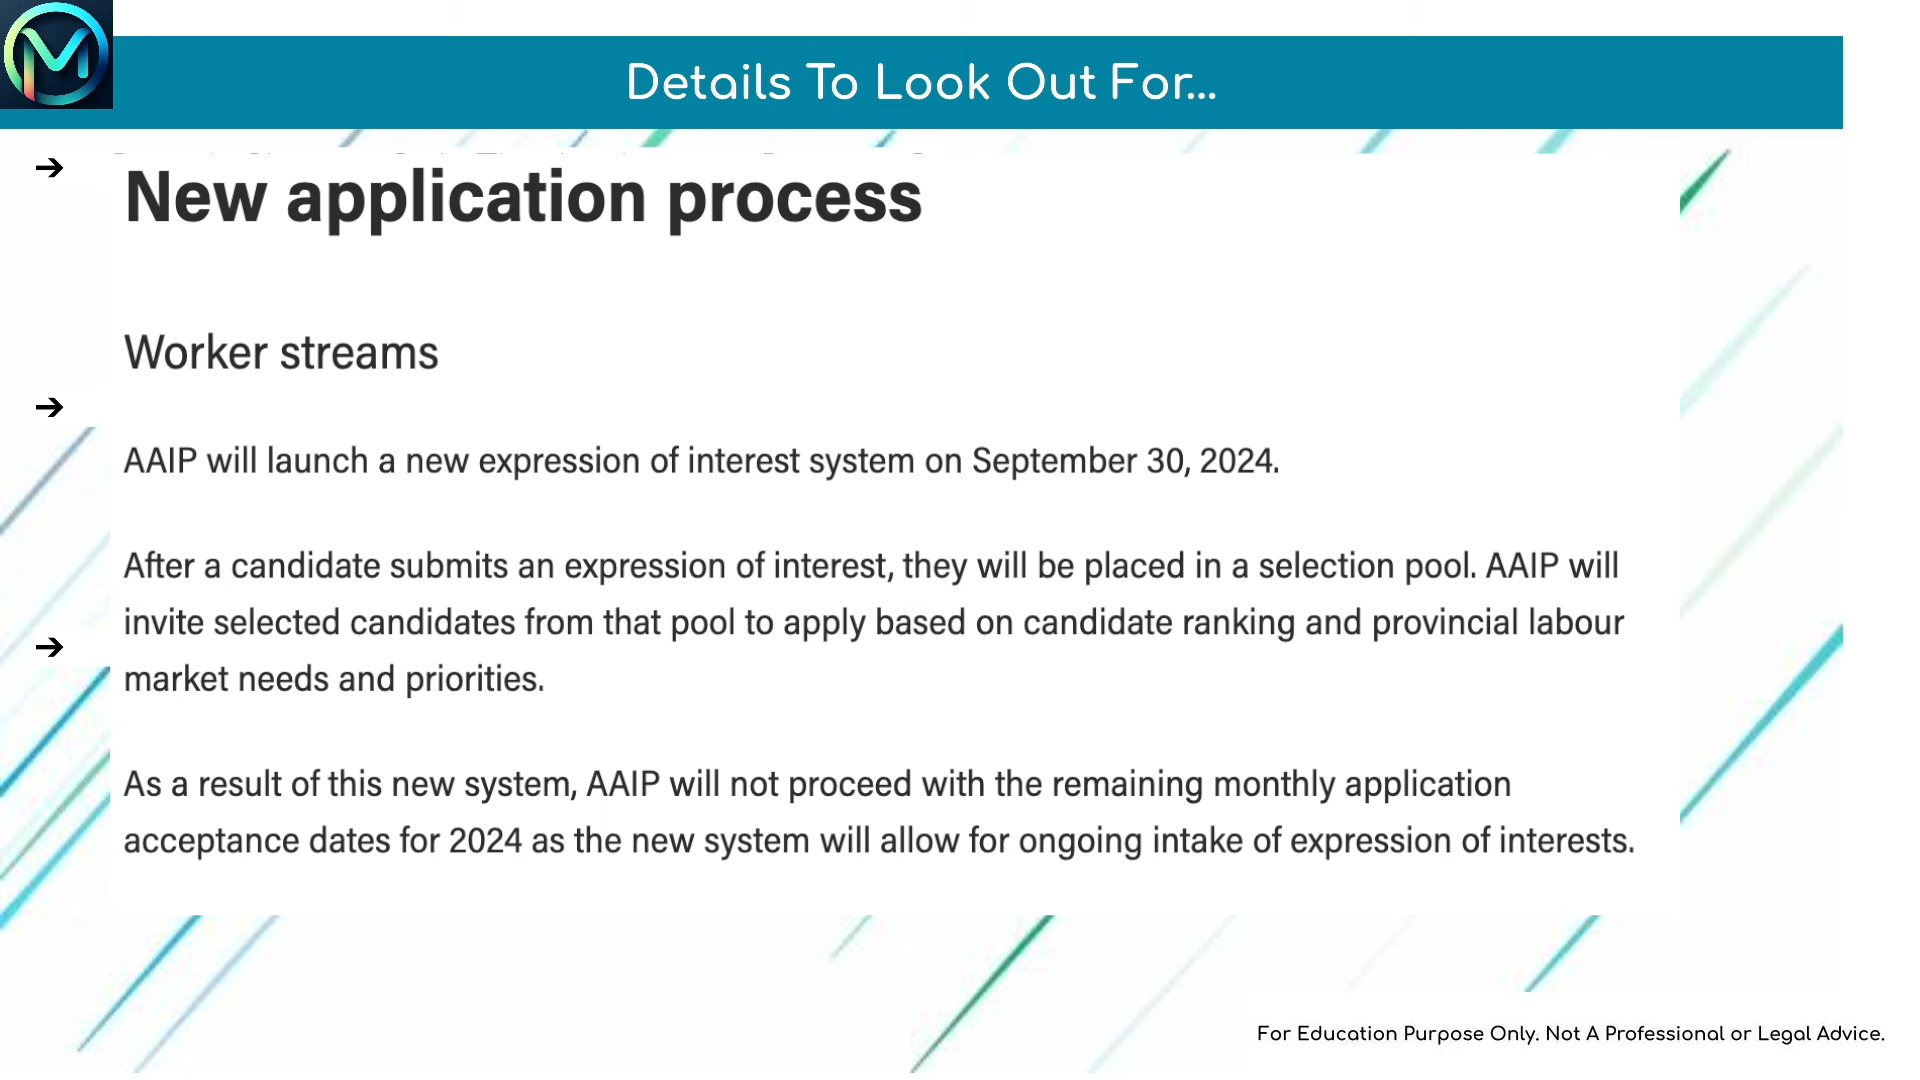 Details To Look Out For...
New application process
Worker streams
AAIP will launch a new expression of interest system on September 30, 2024.
After a candidate submits an expression of interest, they will be placed in a selection pool. AAIP will
invite selected candidates from that pool to apply based on candidate ranking and provincial labour
market needs and priorities.
As a result of this new system, AAIP will not proceed with the remaining monthly application
acceptance dates for 2024 as the new system will allow for ongoing intake of expression of interests.
For Education Purpose Only. Not A Professional or Legal Advice.